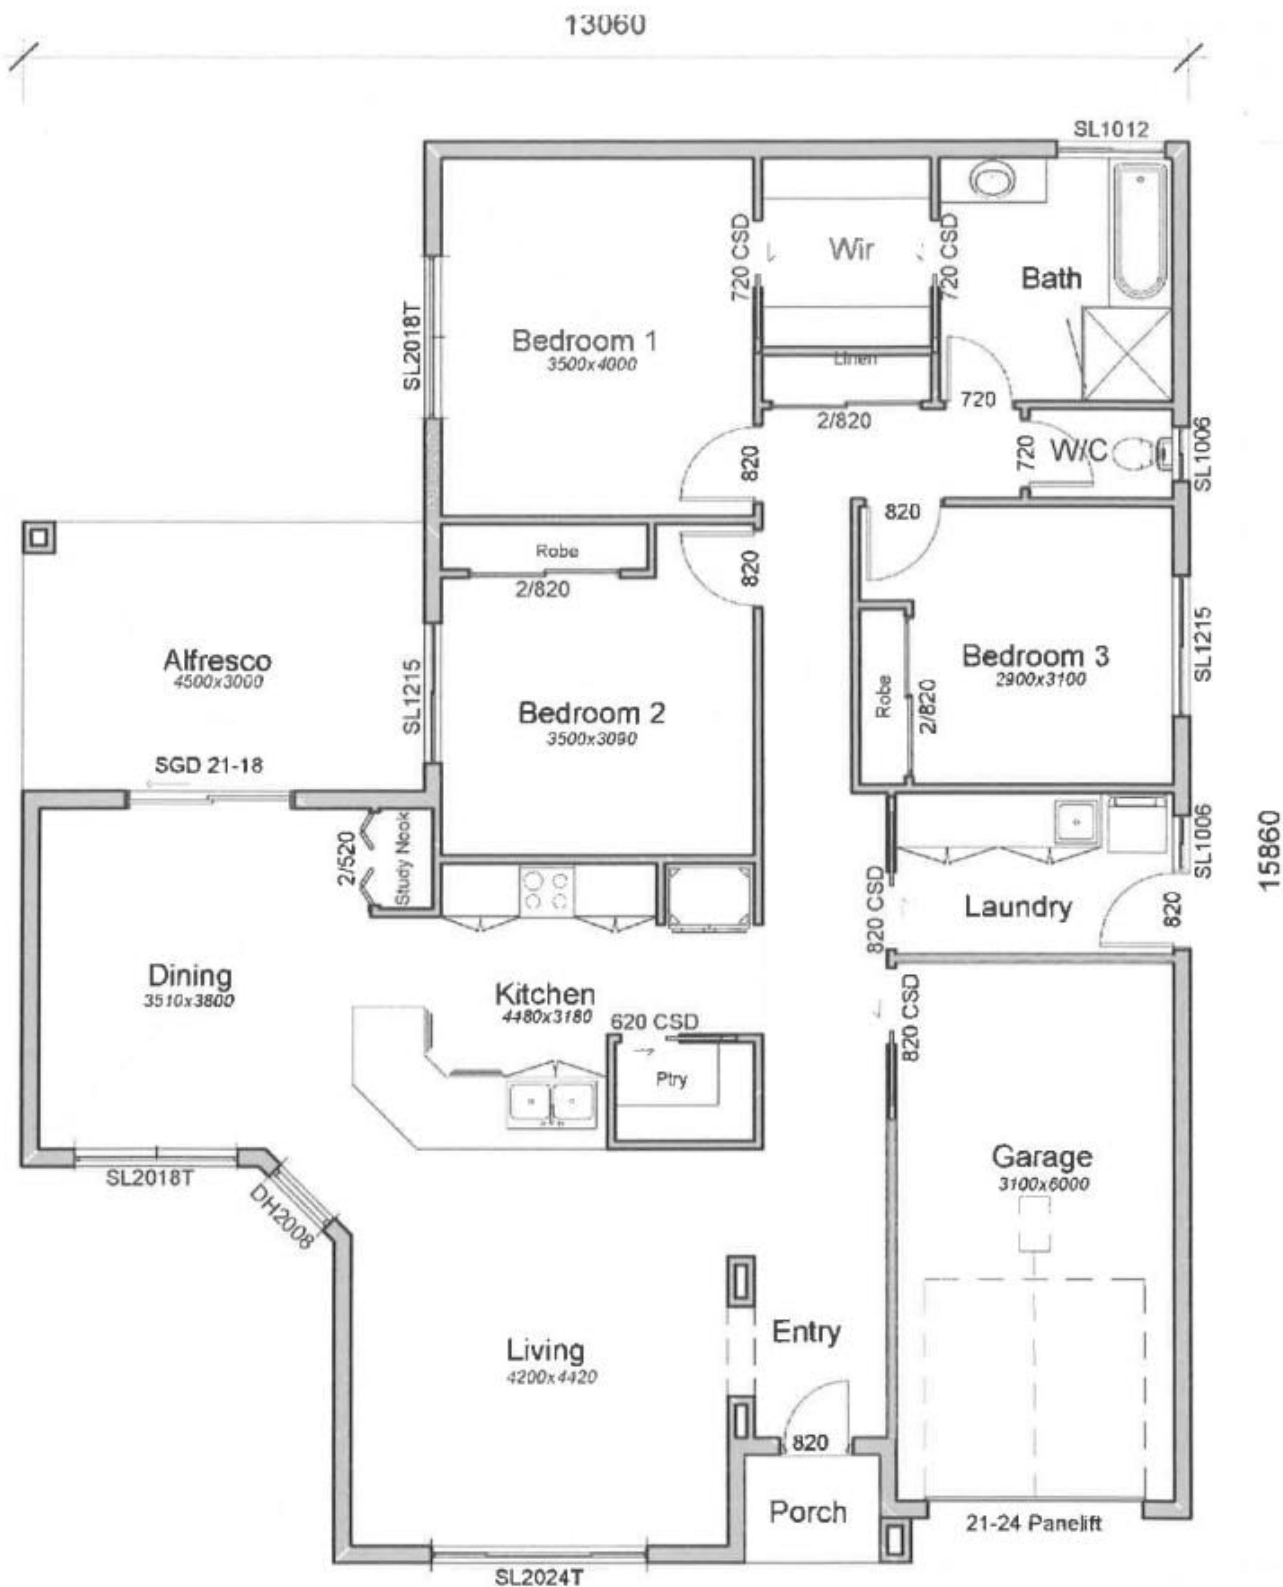 13060
SL1012
720 CSD
Wir
720 CSD
Bath
SL2018T
Bedroom 1
3500x4000
Linen
2/820
720
820
720
W/C
SL1006
820
Robe
2/820
820
Alfresco
4500x3000
SL1215
Bedroom 2
3500x3090
Robe
2/820
Bedroom 3
2900x3100
SL1215
SGD 21-18
2/520
Study Nook
SL1006
15860
820 CSD
Laundry
820
Dining
3510x3800
Kitchen
4480x3180
620 CSD
820 CSD
Ptry
SL2018T
DH2008
Garage
3100x6000
Living
4200x4420
Entry
820
Porch
21-24 Panelift
SL2024T